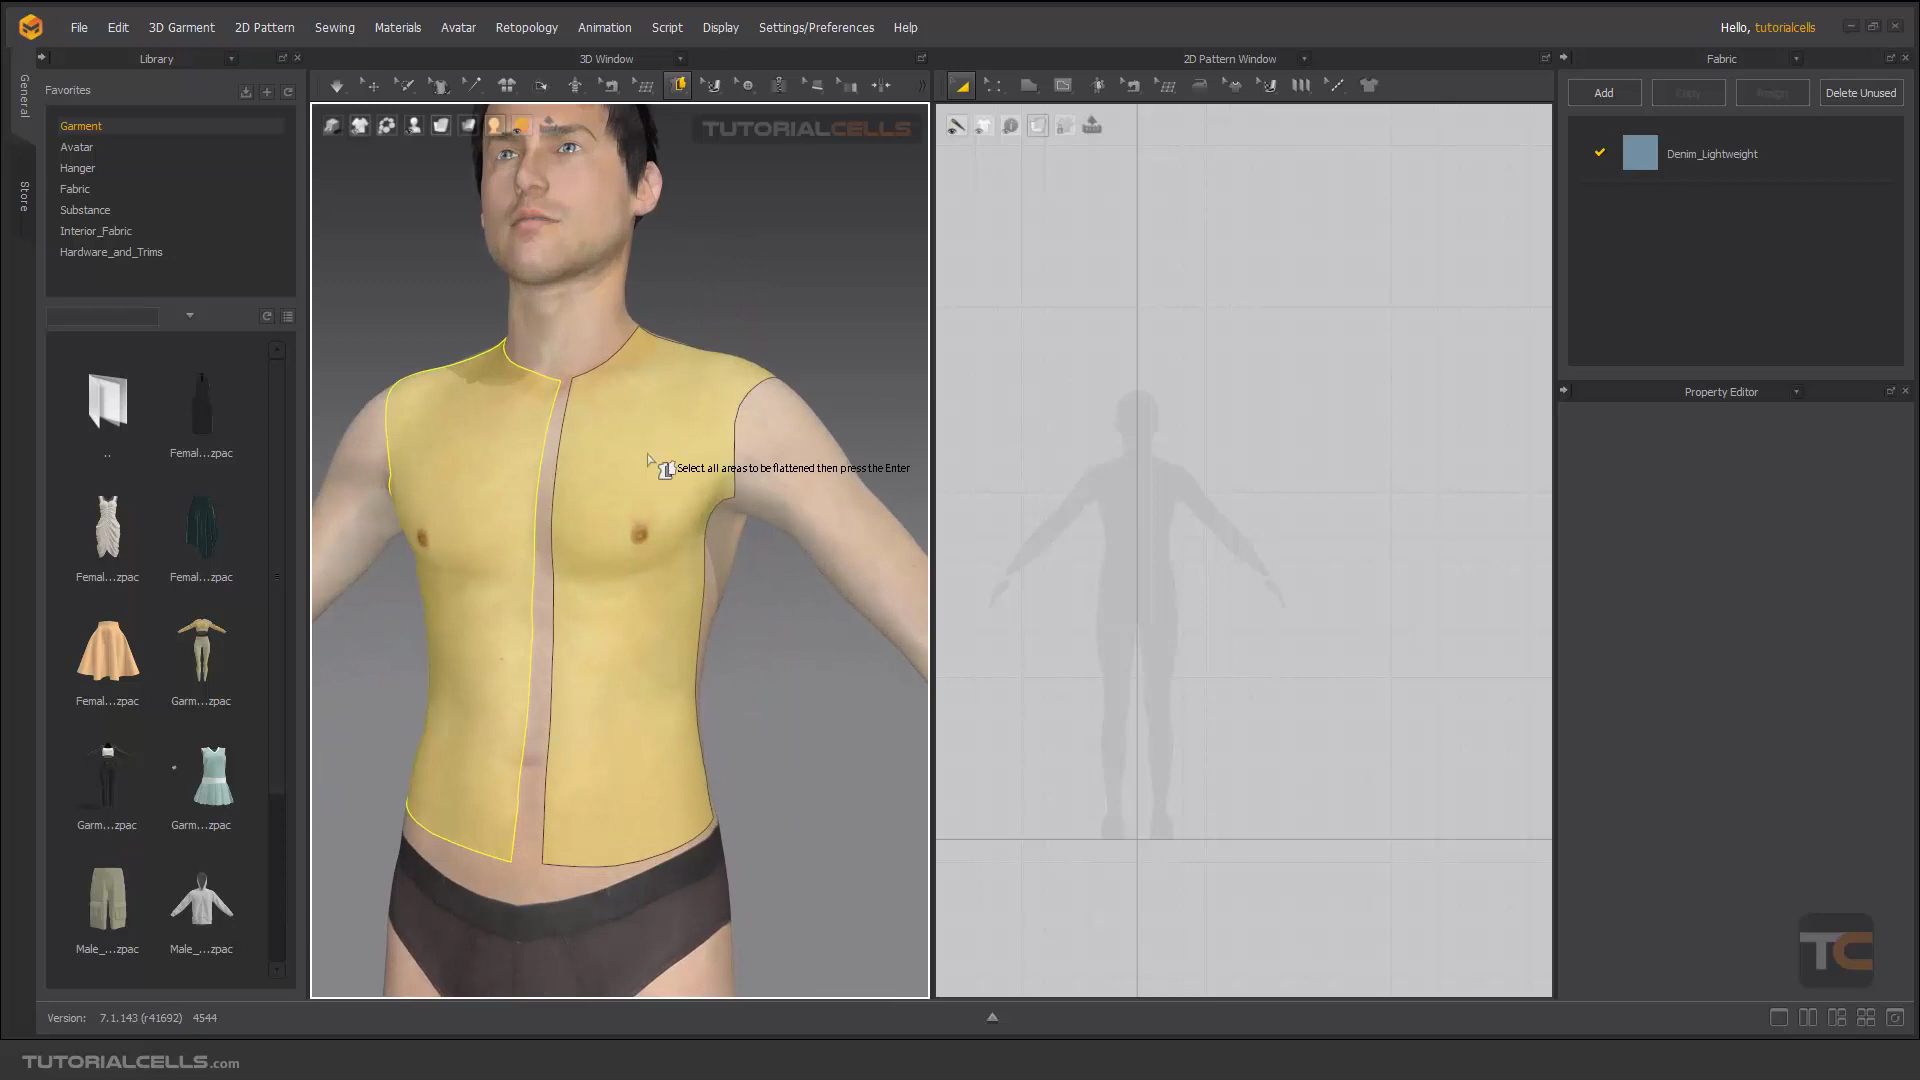 File Edit 3D Garment 2D Pattern Sewing Materials Avatar Retopology Animation Script Display Settings/Preferences Help Hello, tutorialcells
Library 3D Window 2D Pattern Window Fabric
General
Store
Favorites
Garment
Avatar
Hanger
Fabric
Substance
Interior_Fabric
Hardware_and_Trims
..
Femal...zpac
Femal...zpac
Femal...zpac
Femal...zpac
Garm...zpac
Garm...zpac
Garm...zpac
Male_...zpac
Male_...zpac
TUTORIALCELLS
Select all areas to be flattened then press the Enter
Add Copy Assign Delete Unused
Denim_Lightweight
Property Editor
TC
Version: 7.1.143 (r41692) 4544
TUTORIALCELLS.com